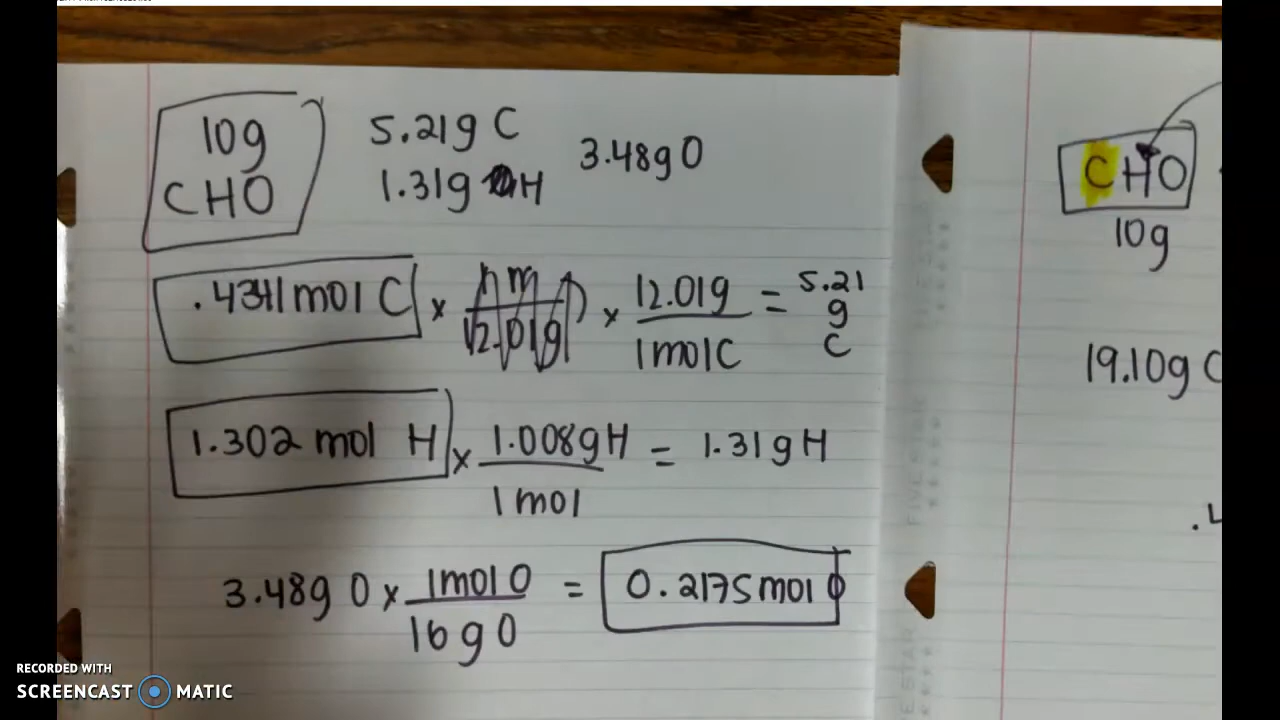 10g
CHO
5.21g C
1.31g H
3.48g O
.4341 mol C × 12.01g / 1 mol C = 5.21 g C
1.302 mol H × 1.008g H / 1 mol = 1.31g H
3.48g O × 1 mol O / 16 g O = 0.2175 mol O
CHO
10g
19.10g C
RECORDED WITH
SCREENCAST MATIC